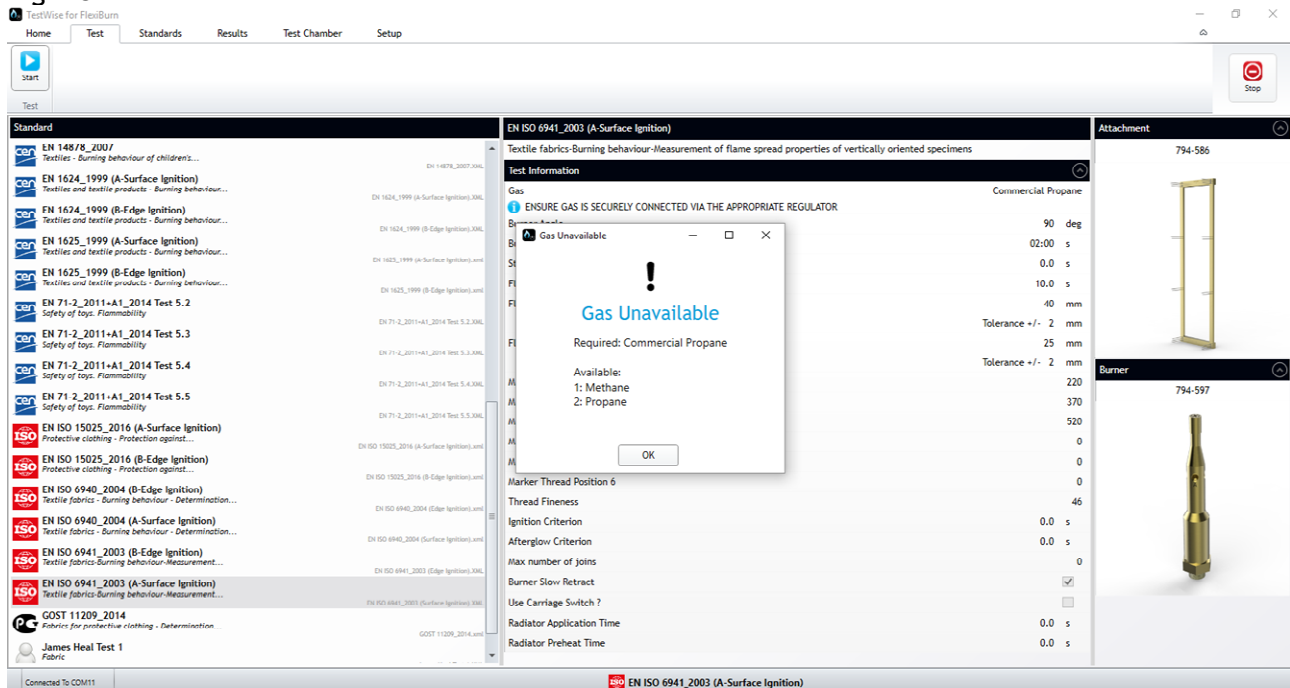 TestWise for FlexiBurn
Home Test Standards Results Test Chamber Setup
Start
Test
Stop
Standard
EN 14878_2007
Textiles - Burning behaviour of children's...
EN 14878_2007.XML
EN 1624_1999 (A-Surface Ignition)
Textiles and textile products - Burning behaviour...
EN 1624_1999 (A-Surface Ignition).XML
EN 1624_1999 (B-Edge Ignition)
Textiles and textile products - Burning behaviour...
EN 1624_1999 (B-Edge Ignition).XML
EN 1625_1999 (A-Surface Ignition)
Textiles and textile products - Burning behaviour...
EN 1625_1999 (A-Surface Ignition).xml
EN 1625_1999 (B-Edge Ignition)
Textiles and textile products - Burning behaviour...
EN 1625_1999 (B-Edge Ignition).xml
EN 71-2_2011+A1_2014 Test 5.2
Safety of toys. Flammability
EN 71-2_2011+A1_2014 Test 5.2.XML
EN 71-2_2011+A1_2014 Test 5.3
Safety of toys. Flammability
EN 71-2_2011+A1_2014 Test 5.3.XML
EN 71-2_2011+A1_2014 Test 5.4
Safety of toys. Flammability
EN 71-2_2011+A1_2014 Test 5.4.XML
EN 71-2_2011+A1_2014 Test 5.5
Safety of toys. Flammability
EN 71-2_2011+A1_2014 Test 5.5.XML
EN ISO 15025_2016 (A-Surface Ignition)
Protective clothing - Protection against...
EN ISO 15025_2016 (A-Surface Ignition).xml
EN ISO 15025_2016 (B-Edge Ignition)
Protective clothing - Protection against...
EN ISO 15025_2016 (B-Edge Ignition).xml
EN ISO 6940_2004 (B-Edge Ignition)
Textile fabrics - Burning behaviour - Determination...
EN ISO 6940_2004 (Edge Ignition).xml
EN ISO 6940_2004 (A-Surface Ignition)
Textile fabrics - Burning behaviour - Determination...
EN ISO 6940_2004 (Surface Ignition).xml
EN ISO 6941_2003 (B-Edge Ignition)
Textile fabrics-Burning behaviour-Measurement...
EN ISO 6941_2003 (Edge Ignition).XML
EN ISO 6941_2003 (A-Surface Ignition)
Textile fabrics-Burning behaviour-Measurement...
EN ISO 6941_2003 (Surface Ignition).XML
GOST 11209_2014
Fabrics for protective clothing - Determination...
GOST 11209_2014.xml
James Heal Test 1
Fabric
EN ISO 6941_2003 (A-Surface Ignition)
Textile fabrics-Burning behaviour-Measurement of flame spread properties of vertically oriented specimens
Test Information
Gas Commercial Propane
ENSURE GAS IS SECURELY CONNECTED VIA THE APPROPRIATE REGULATOR
Burner Angle 90 deg
02:00 s
0.0 s
10.0 s
40 mm
Tolerance +/- 2 mm
25 mm
Tolerance +/- 2 mm
220
370
520
0
0
Marker Thread Position 6 0
Thread Fineness 46
Ignition Criterion 0.0 s
Afterglow Criterion 0.0 s
Max number of joins 0
Burner Slow Retract
Use Carriage Switch ?
Radiator Application Time 0.0 s
Radiator Preheat Time 0.0 s
Gas Unavailable
!
Gas Unavailable
Required: Commercial Propane
Available:
1: Methane
2: Propane
OK
Attachment
794-586
Burner
794-597
Connected To COM11
ISO EN ISO 6941_2003 (A-Surface Ignition)